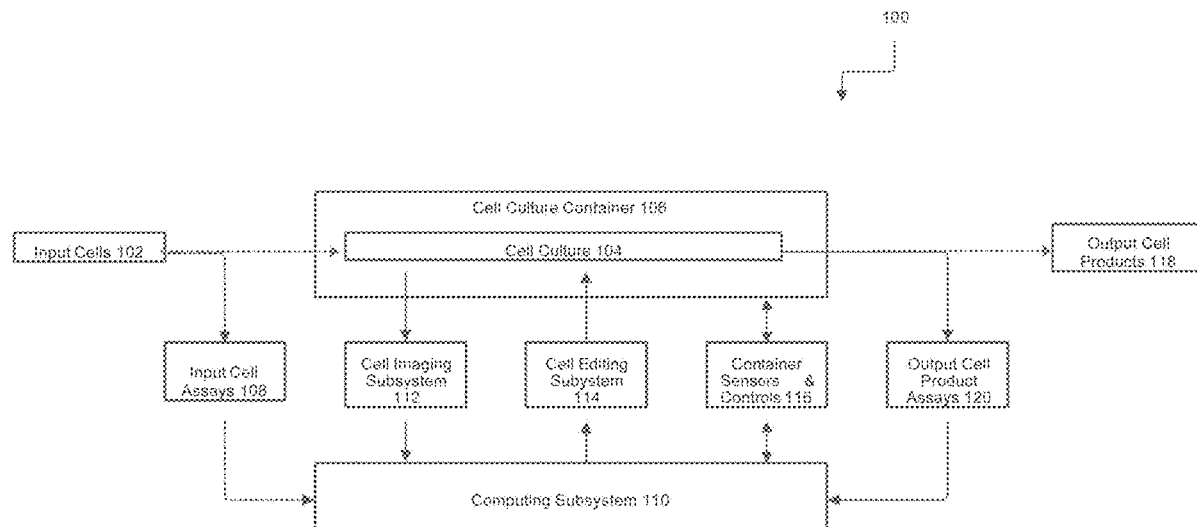 100
Cell Culture Container 106
Input Cells 102
Cell Culture 104
Output Cell
Products 118
Input Cell
Assays 108
Cell Imaging
Subsystem
112
Cell Editing
Subystem
114
Container
Sensors &
Controls 116
Output Cell
Product
Assays 120
Computing Subsystem 110